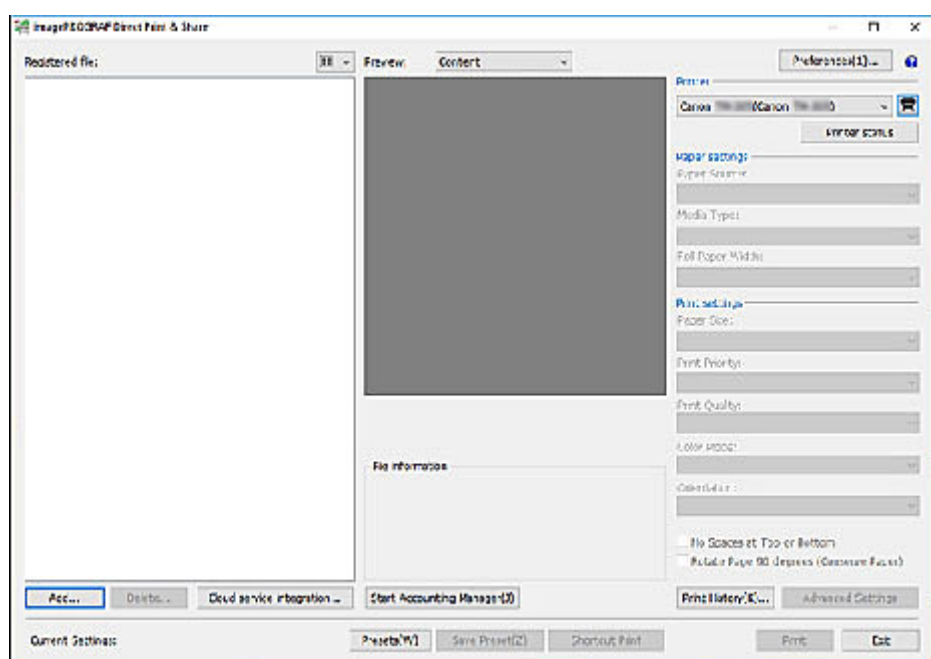 imagePROGRAF Direct Print & Share
Registered file:
Preview:
Content
Preferences(1)...
Printer
Canon (Canon )
Printer status
Paper settings
Paper Source:
Media Type:
Roll Paper Width:
Print settings
Paper Size:
Print Priority:
Print Quality:
Color Mode:
Orientation:
File information
No Spaces at Top or Bottom
Rotate Page 90 degrees (Conserve Paper)
Add...
Delete...
Cloud service integration...
Start Accounting Manager(J)
Print History(K)...
Advanced Settings
Current Settings:
Presets(W)
Save Preset(Z)
Shortcut Print
Print
Exit